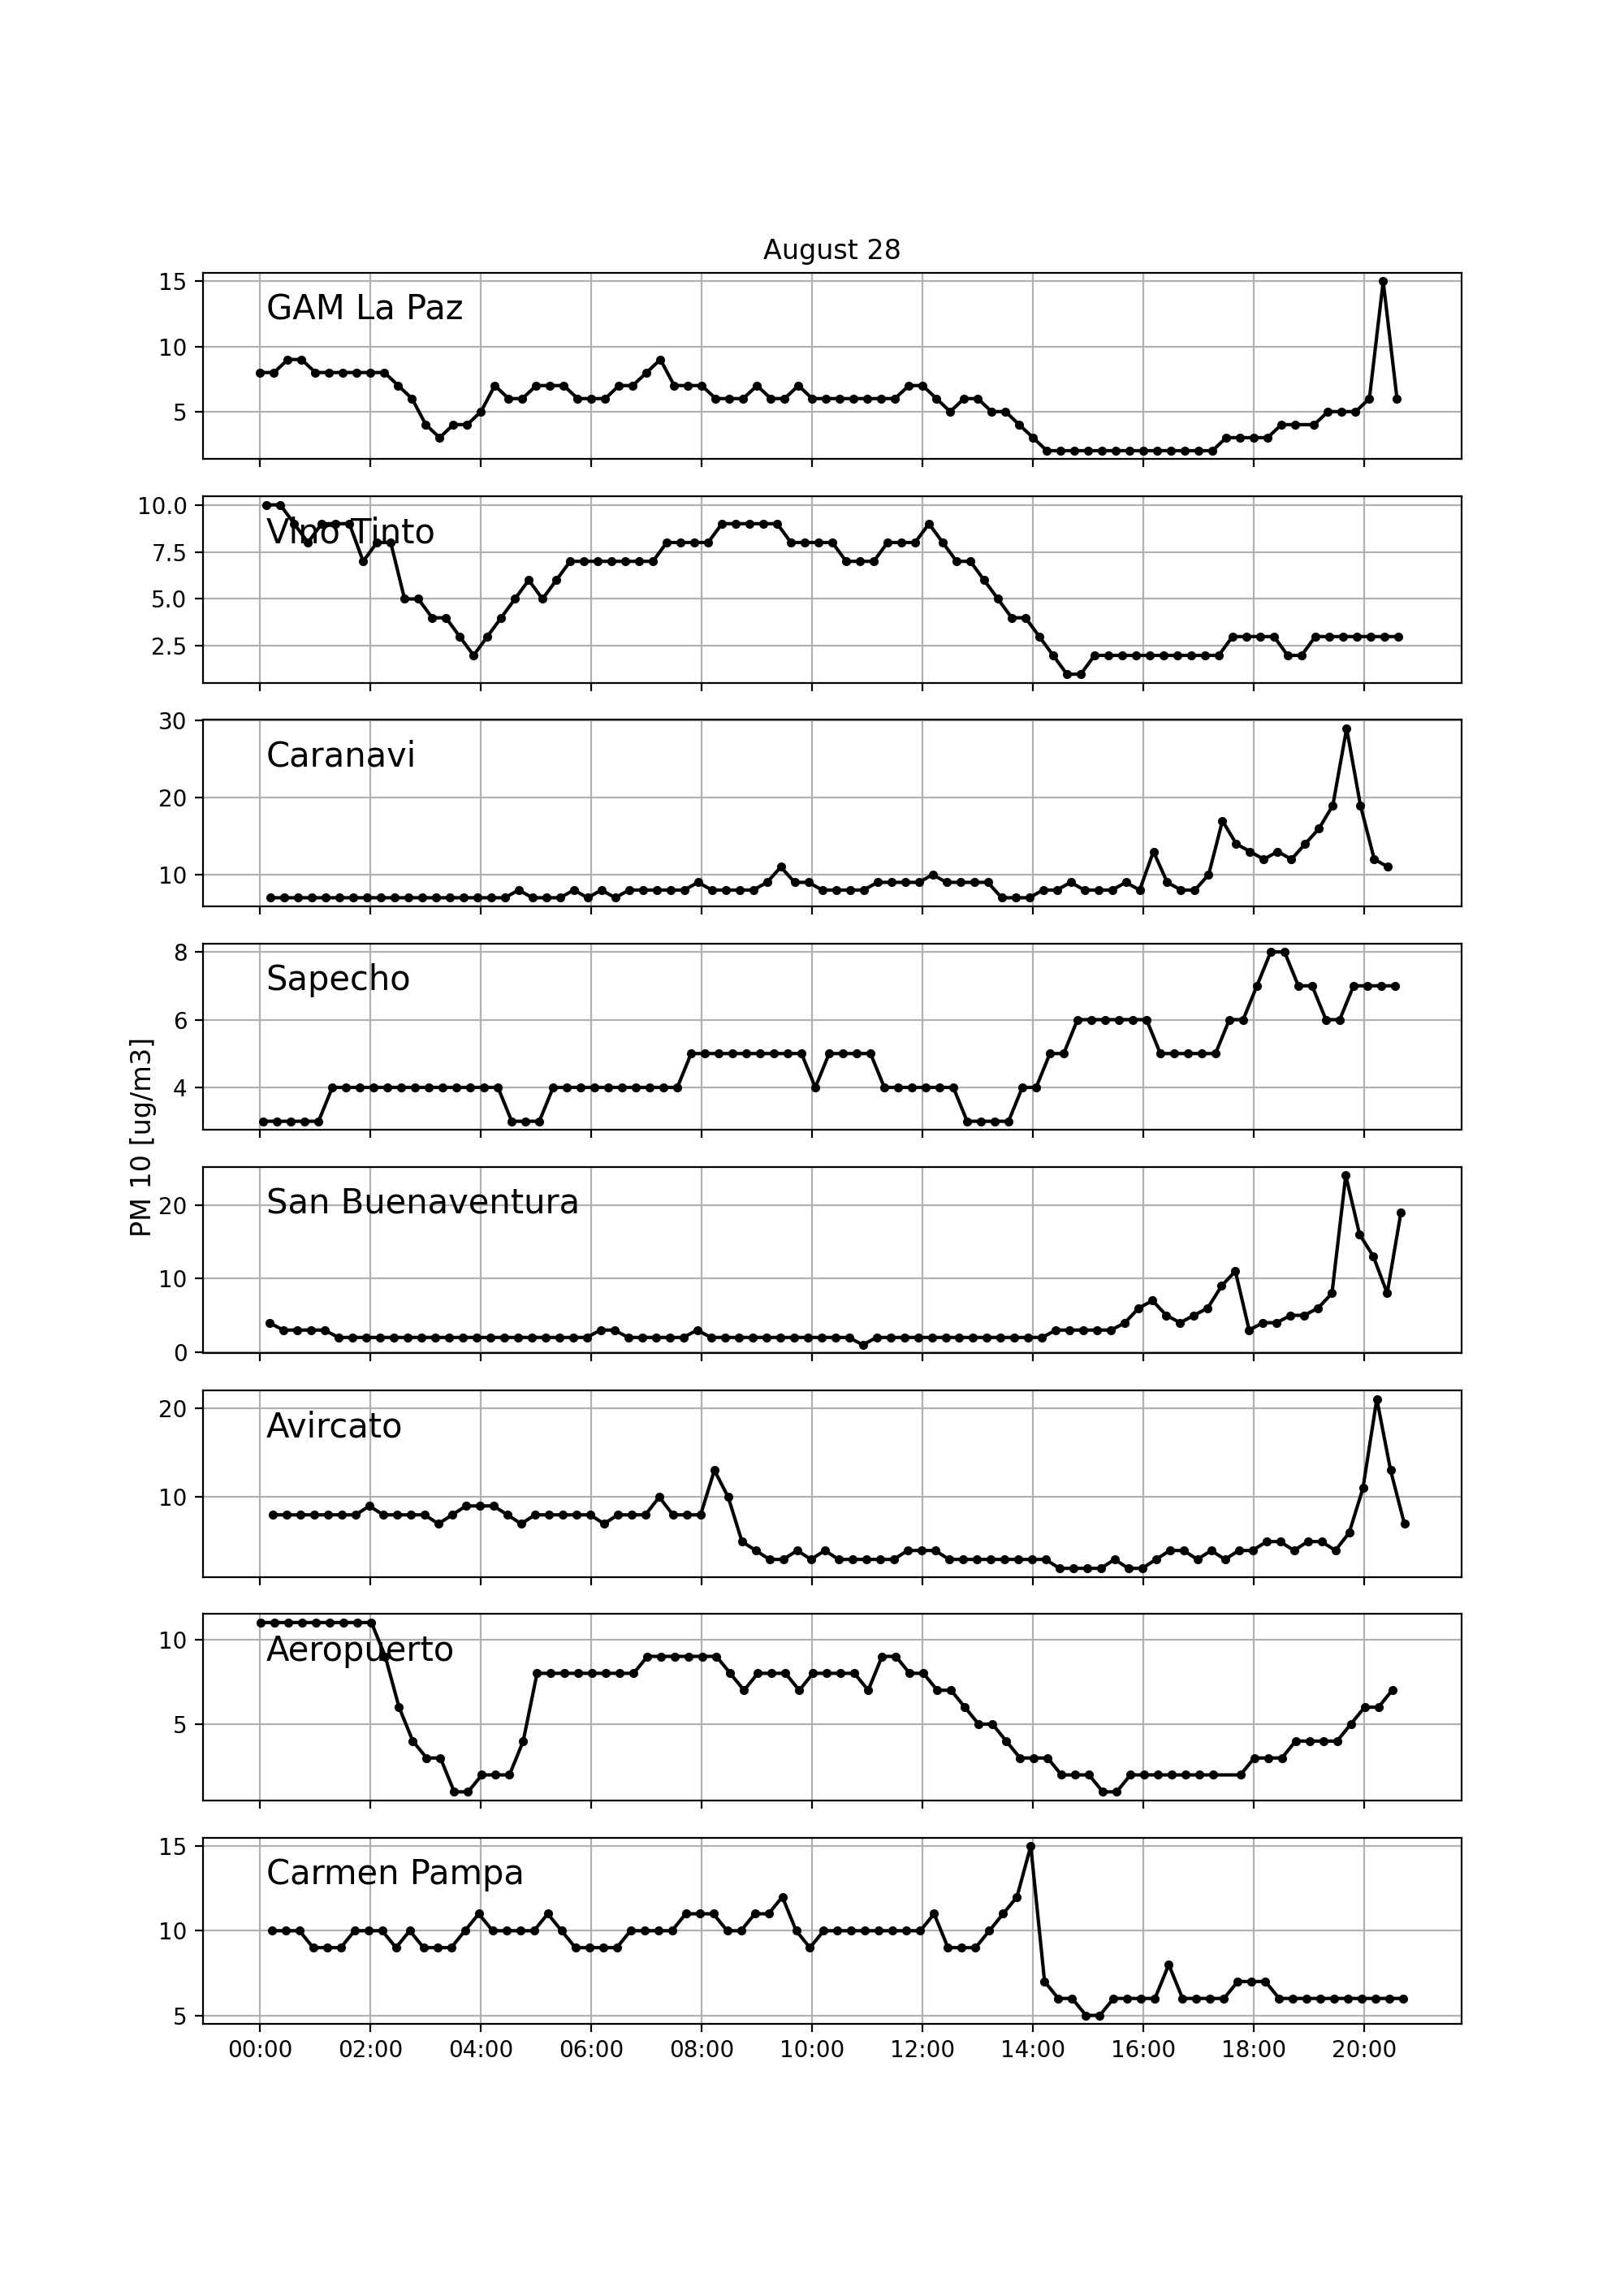 August 28
PM 10 [ug/m3]
15
10
5
GAM La Paz
10.0
7.5
5.0
2.5
Vino Tinto
30
20
10
Caranavi
8
6
4
Sapecho
20
10
0
San Buenaventura
20
10
Avircato
10
5
Aeropuerto
15
10
5
Carmen Pampa
00:00 02:00 04:00 06:00 08:00 10:00 12:00 14:00 16:00 18:00 20:00